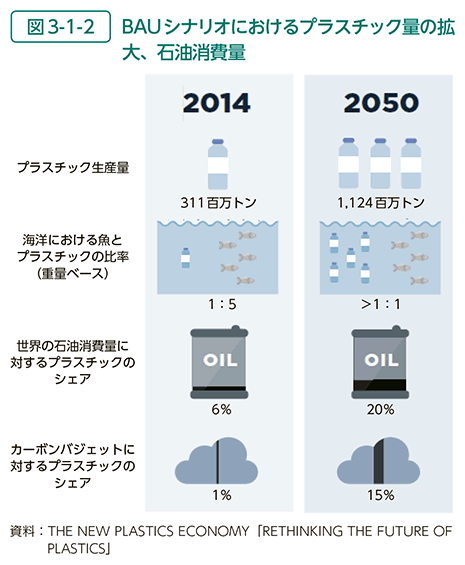 図3-1-2
BAUシナリオにおけるプラスチック量の拡
大、石油消費量
2014
2050
プラスチック生産量
311百万トン
1,124百万トン
海洋における魚と
プラスチックの比率
（重量ベース）
1：5
>1：1
世界の石油消費量に
対するプラスチックの
シェア
OIL
OIL
6%
20%
カーボンバジェットに
対するプラスチックの
シェア
1%
15%
資料：THE NEW PLASTICS ECONOMY「RETHINKING THE FUTURE OF
PLASTICS」